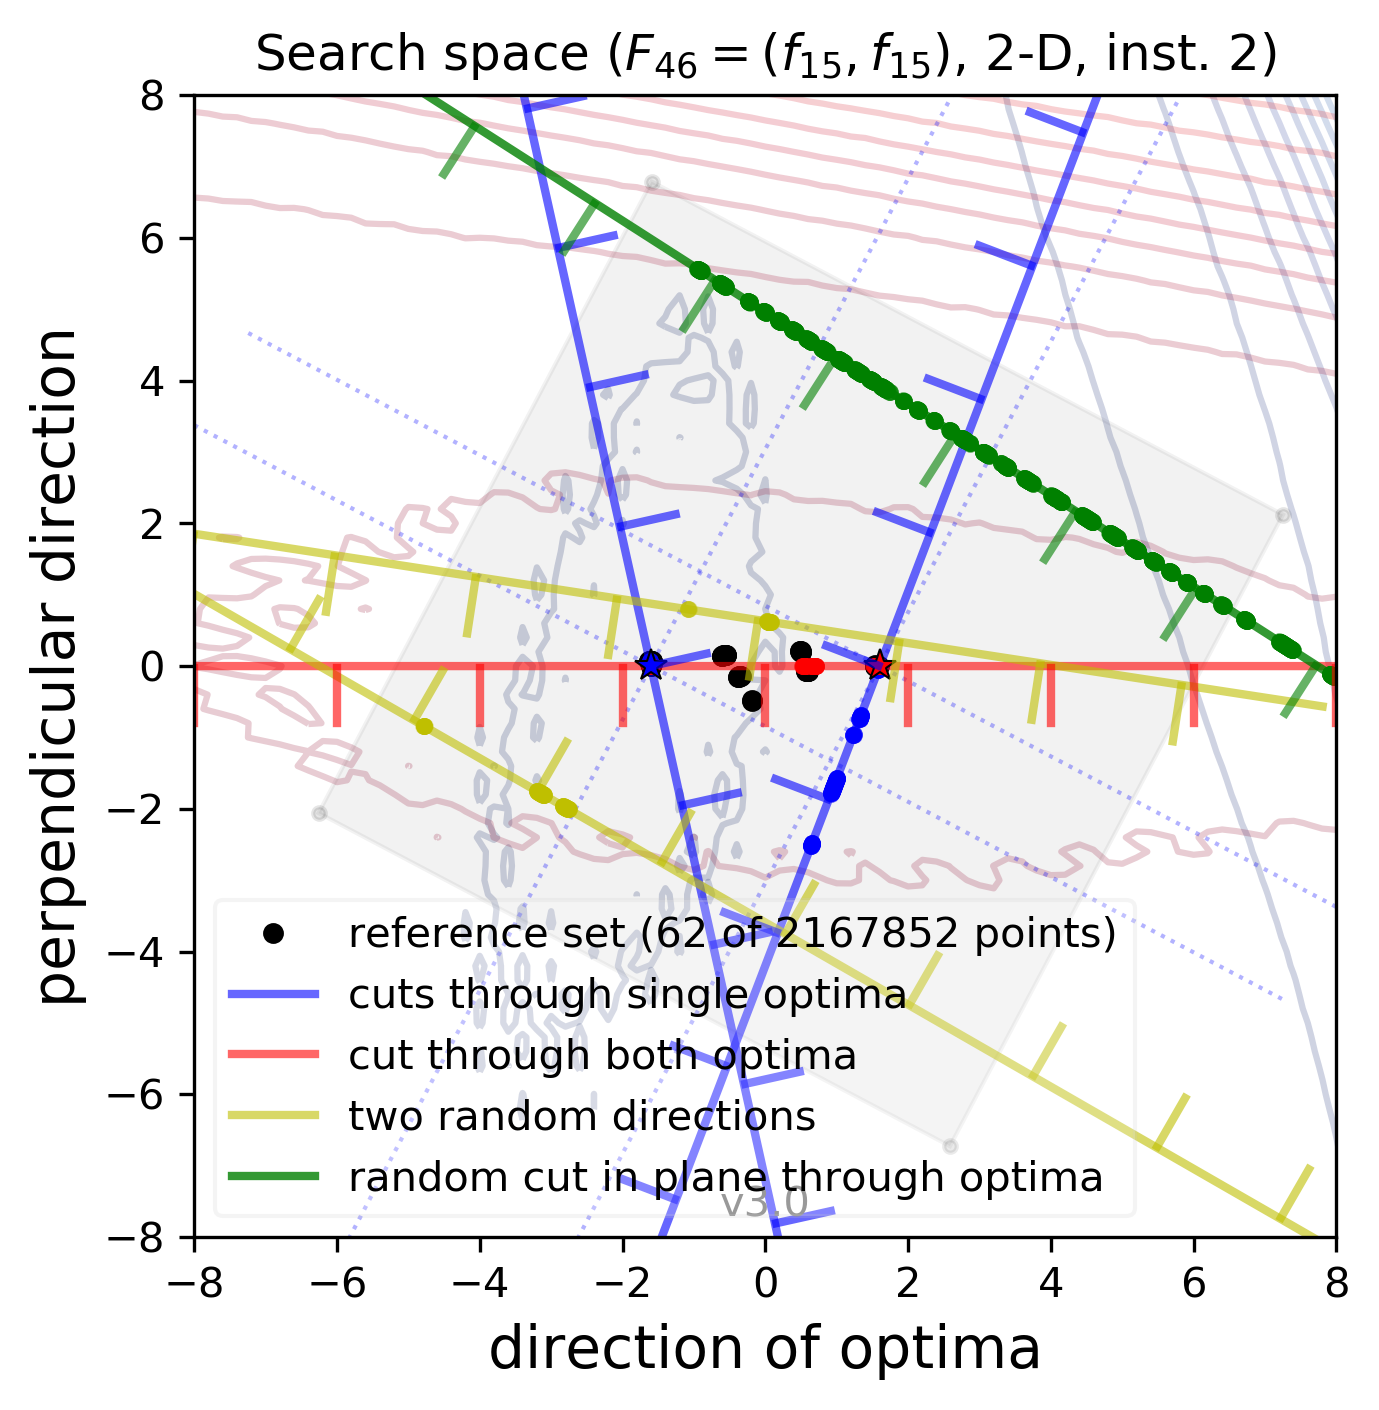 Search space (F₄₆ = (f₁₅, f₁₅), 2-D, inst. 2)
8
6
4
2
0
−2
−4
−6
−8
perpendicular direction
reference set (62 of 2167852 points)
cuts through single optima
cut through both optima
two random directions
random cut in plane through optima
v3.0
−8 −6 −4 −2 0 2 4 6 8
direction of optima